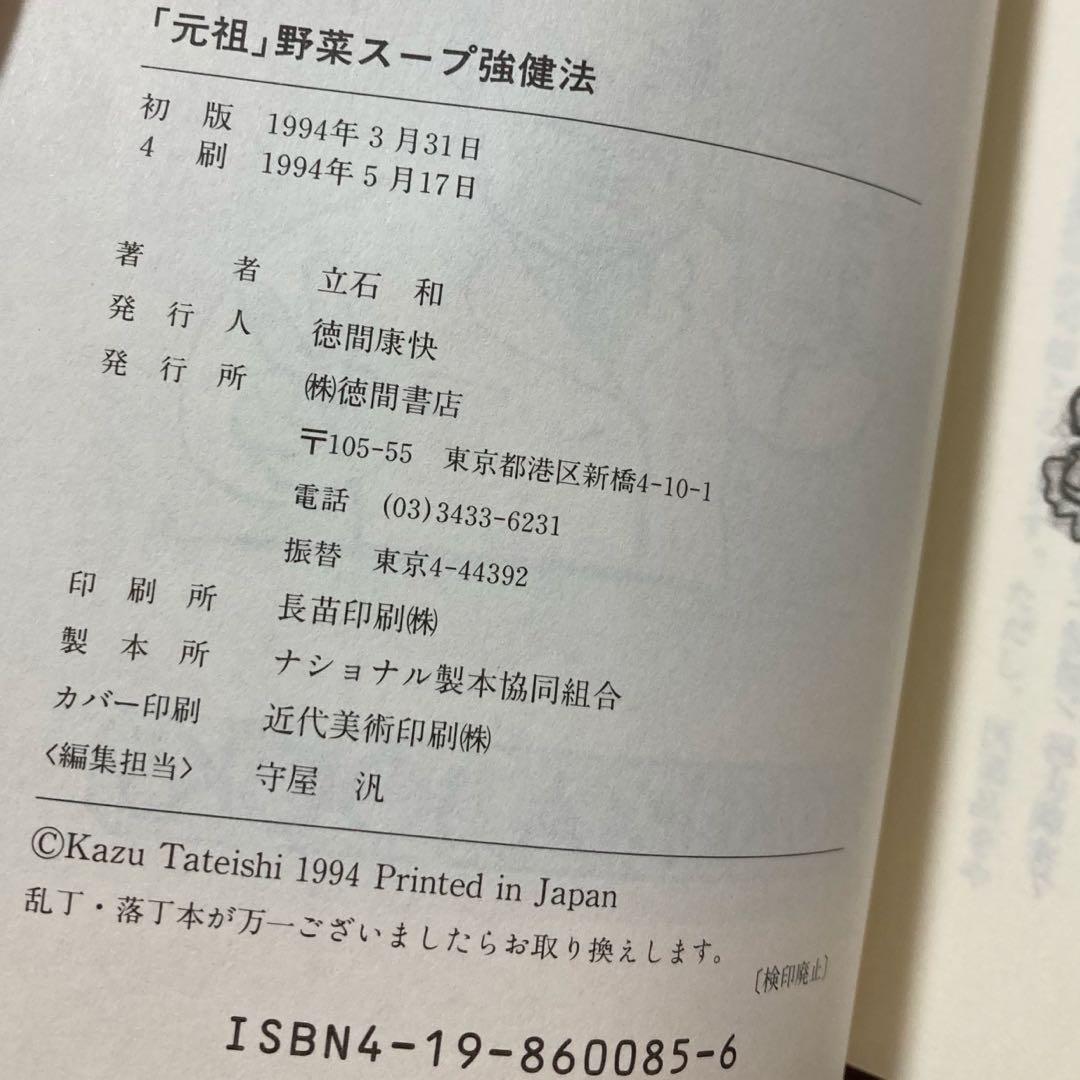 「元祖」野菜スープ強健法
初版 1994年3月31日
4刷 1994年5月17日
著者 立石 和
発行人 徳間康快
発行所 ㈱徳間書店
〒105-55 東京都港区新橋4-10-1
電話 (03)3433-6231
振替 東京4-44392
印刷所 長苗印刷㈱
製本所 ナショナル製本協同組合
カバー印刷 近代美術印刷㈱
〈編集担当〉 守屋 汎
©Kazu Tateishi 1994 Printed in Japan
乱丁・落丁本が万一ございましたらお取り換えします。
〔検印廃止〕
ISBN4-19-860085-6